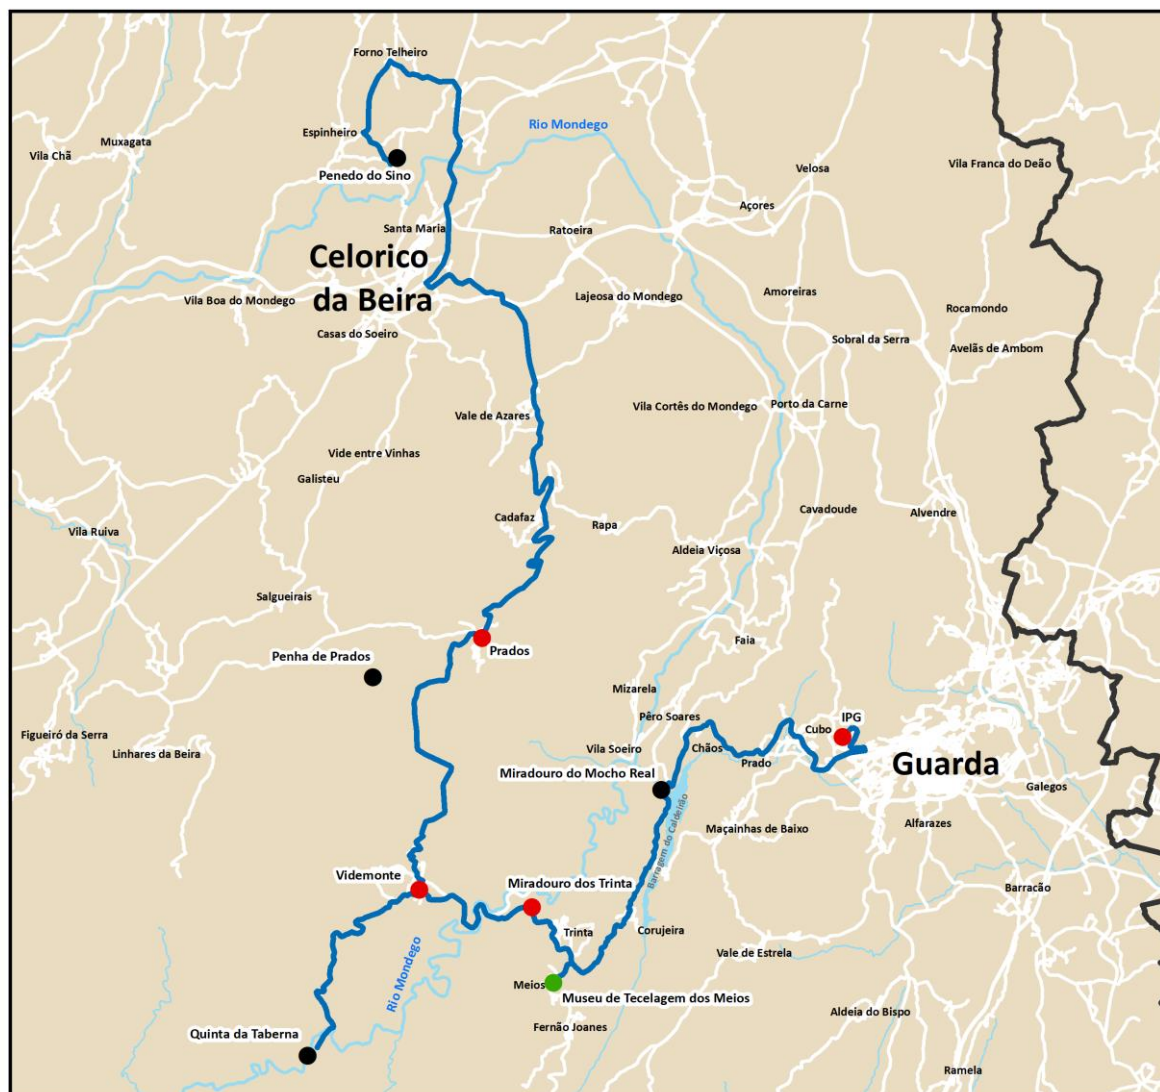 Forno Telheiro
Rio Mondego
Espinheiro
Muxagata
Vila Chã
Penedo do Sino
Velosa
Vila Franca do Deão
Açores
Santa Maria
Ratoeira
Celorico
da Beira
Vila Boa do Mondego
Lajeosa do Mondego
Amoreiras
Rocamondo
Casas do Soeiro
Sobral da Serra
Avelãs de Ambom
Vale de Azares
Vila Cortês do Mondego
Porto da Carne
Vide entre Vinhas
Galisteu
Cadafaz
Rapa
Cavadoude
Alvendre
Vila Ruiva
Aldeia Viçosa
Salgueirais
Faia
Penha de Prados
Prados
Mizarela
Pêro Soares
IPG
Cubo
Figueiró da Serra
Linhares da Beira
Vila Soeiro
Chãos
Prado
Guarda
Miradouro do Mocho Real
Galegos
Barragem do Caldeirão
Maçainhas de Baixo
Alfarazes
Videmonte
Miradouro dos Trinta
Barracão
Trinta
Corujeira
Rio Mondego
Vale de Estrela
Meios
Museu de Tecelagem dos Meios
Quinta da Taberna
Fernão Joanes
Aldeia do Bispo
Ramela